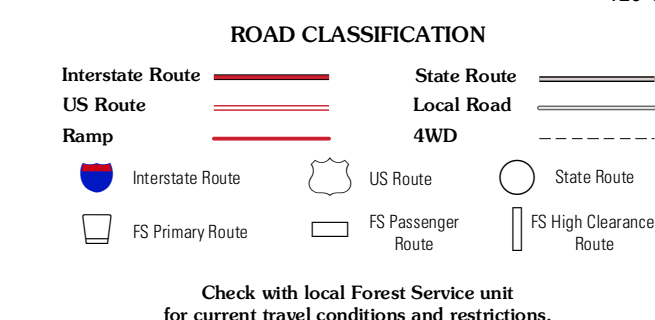 ROAD CLASSIFICATION
Interstate Route
State Route
US Route
Local Road
Ramp
4WD
Interstate Route
US Route
State Route
FS Primary Route
FS Passenger
Route
FS High Clearance
Route
Check with local Forest Service unit
for current travel conditions and restrictions.